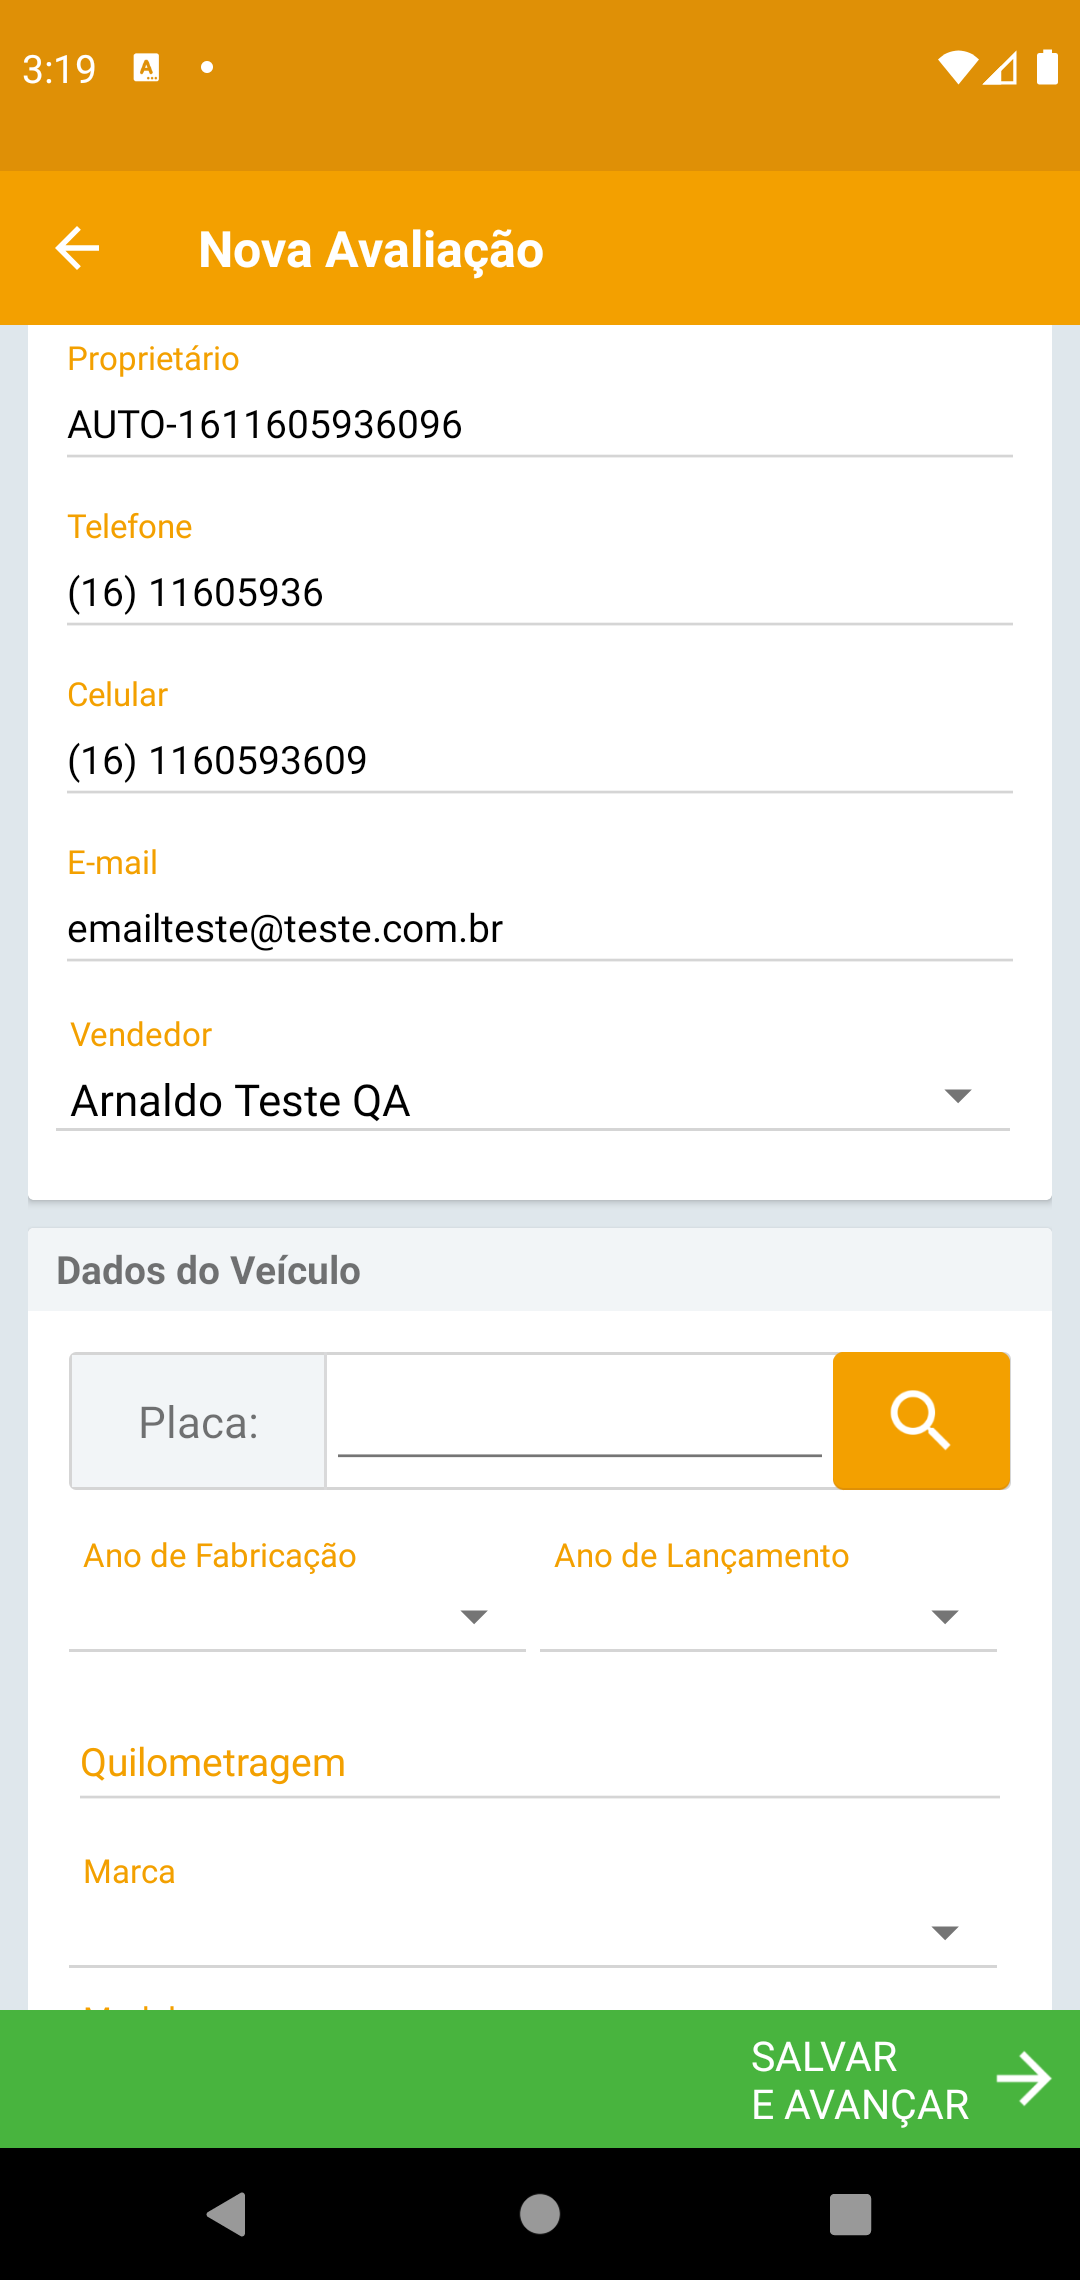 3:19
Nova Avaliação
Proprietário
AUTO-1611605936096
Telefone
(16) 11605936
Celular
(16) 1160593609
E-mail
emailteste@teste.com.br
Vendedor
Arnaldo Teste QA
Dados do Veículo
Placa:
Ano de Fabricação Ano de Lançamento
Quilometragem
Marca
SALVAR
E AVANÇAR